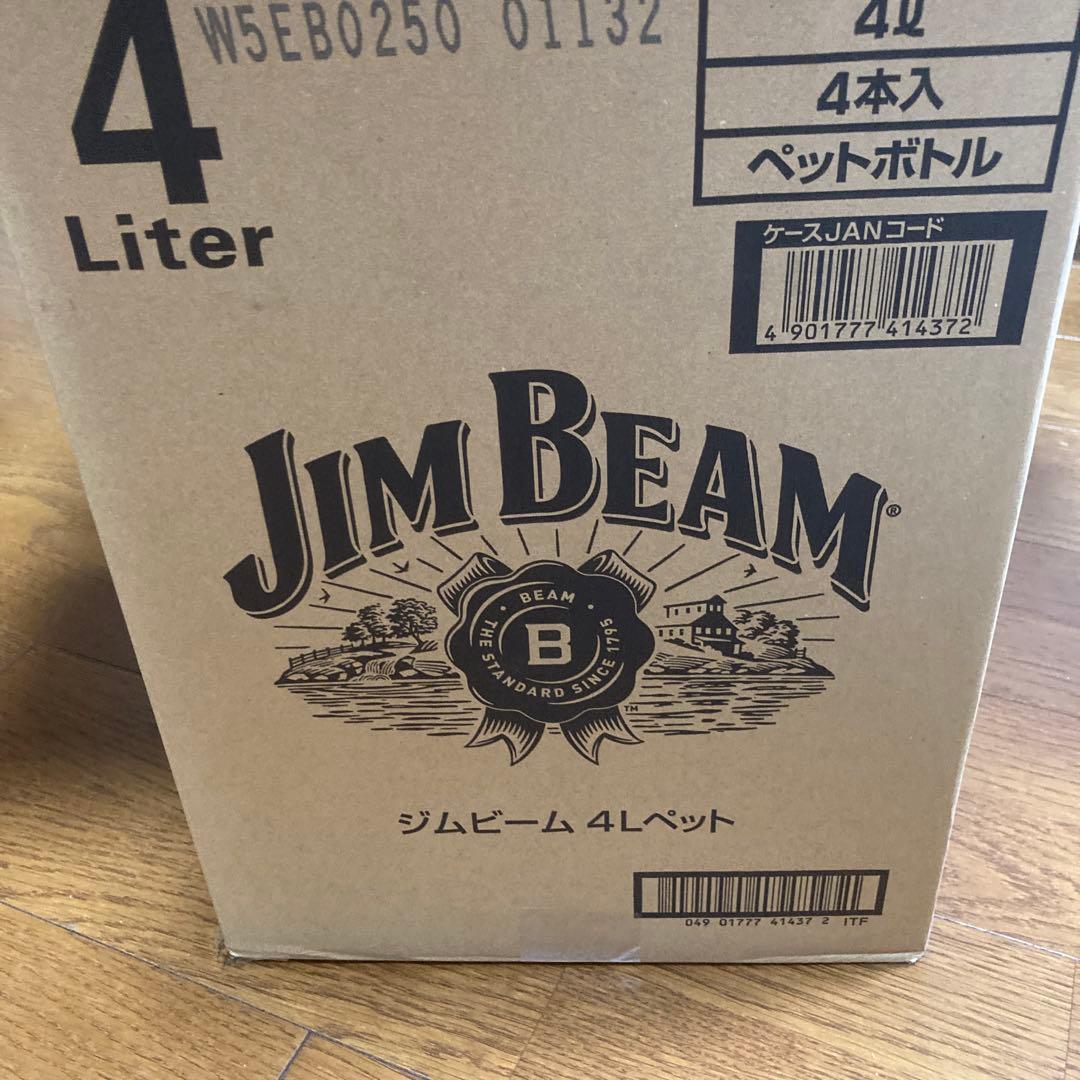 4
Liter
W5EB0250 01132
4ℓ
4本入
ペットボトル
ケースJANコード
4 901777 414372
JIM BEAM®
BEAM
B
THE STANDARD SINCE 1795
TM
ジムビーム 4Lペット
049 01777 41437 2 ITF